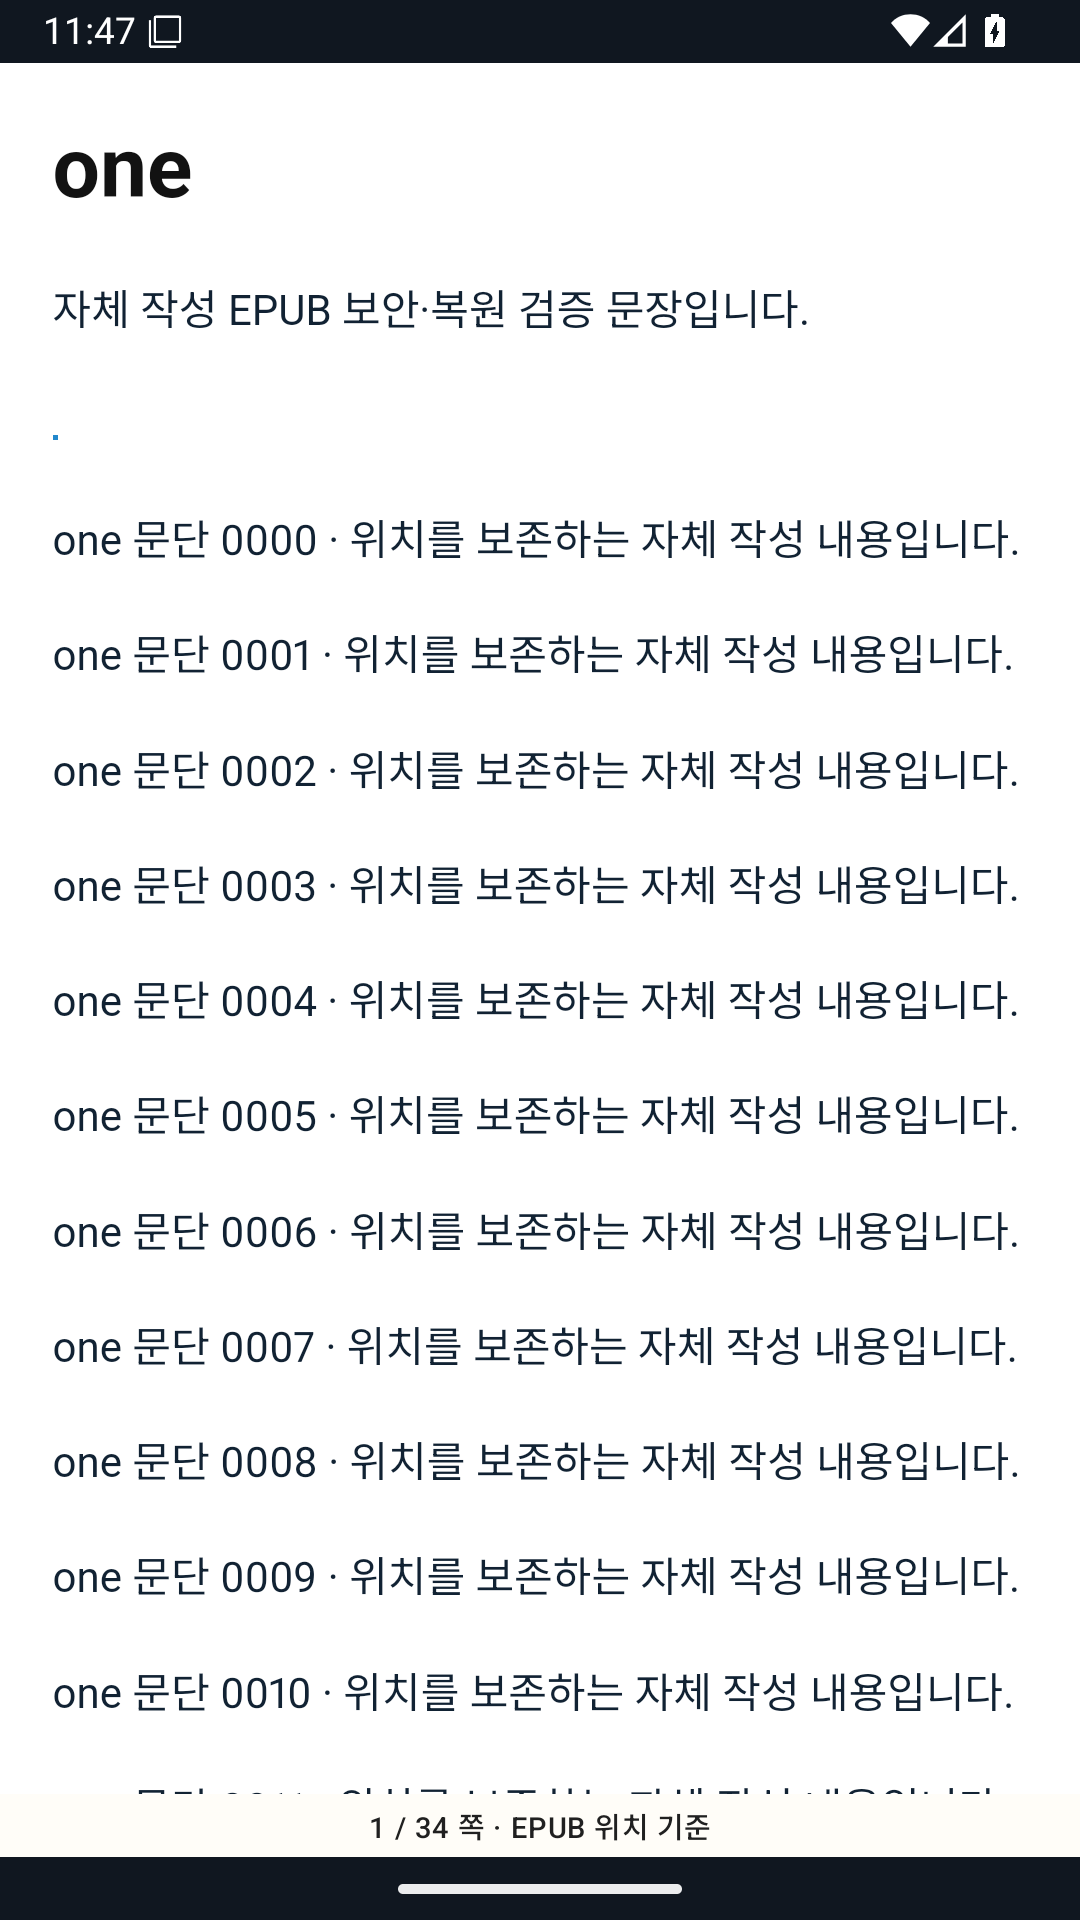 11:47
one
자체 작성 EPUB 보안·복원 검증 문장입니다.
one 문단 0000 · 위치를 보존하는 자체 작성 내용입니다.
one 문단 0001 · 위치를 보존하는 자체 작성 내용입니다.
one 문단 0002 · 위치를 보존하는 자체 작성 내용입니다.
one 문단 0003 · 위치를 보존하는 자체 작성 내용입니다.
one 문단 0004 · 위치를 보존하는 자체 작성 내용입니다.
one 문단 0005 · 위치를 보존하는 자체 작성 내용입니다.
one 문단 0006 · 위치를 보존하는 자체 작성 내용입니다.
one 문단 0007 · 위치를 보존하는 자체 작성 내용입니다.
one 문단 0008 · 위치를 보존하는 자체 작성 내용입니다.
one 문단 0009 · 위치를 보존하는 자체 작성 내용입니다.
one 문단 0010 · 위치를 보존하는 자체 작성 내용입니다.
1 / 34 쪽 · EPUB 위치 기준